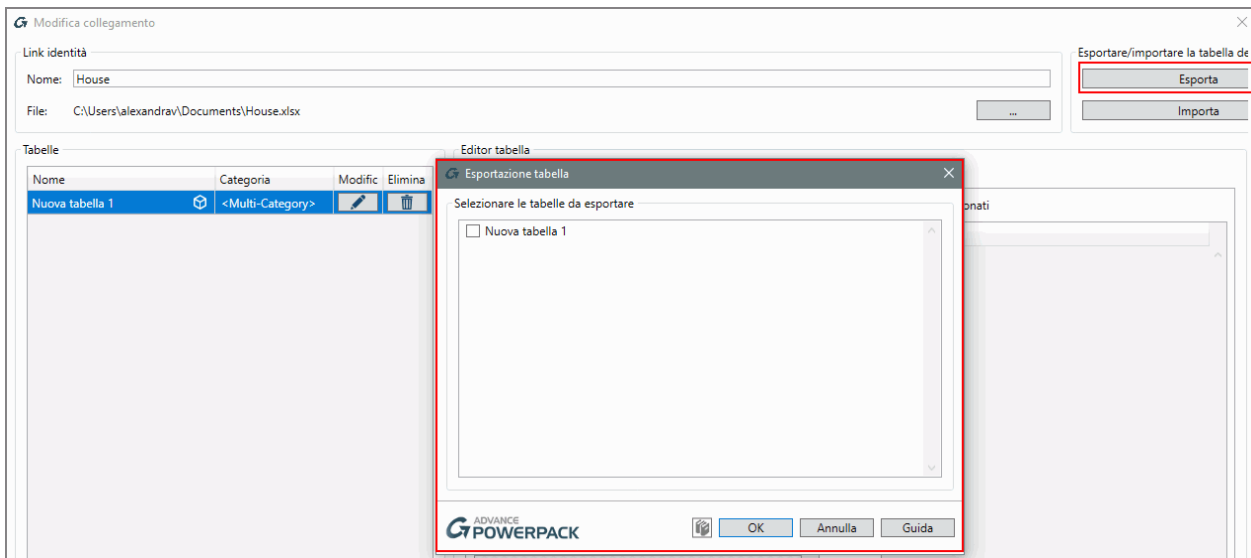 Modifica collegamento
Link identità
Nome: House
File: C:\Users\alexandrav\Documents\House.xlsx ...
Esportare/importare la tabella de
Esporta
Importa
Tabelle
Nome Categoria Modific Elimina
Nuova tabella 1 <Multi-Category>
Editor tabella
onati
Esportazione tabella
Selezionare le tabelle da esportare
Nuova tabella 1
ADVANCE
POWERPACK
OK Annulla Guida